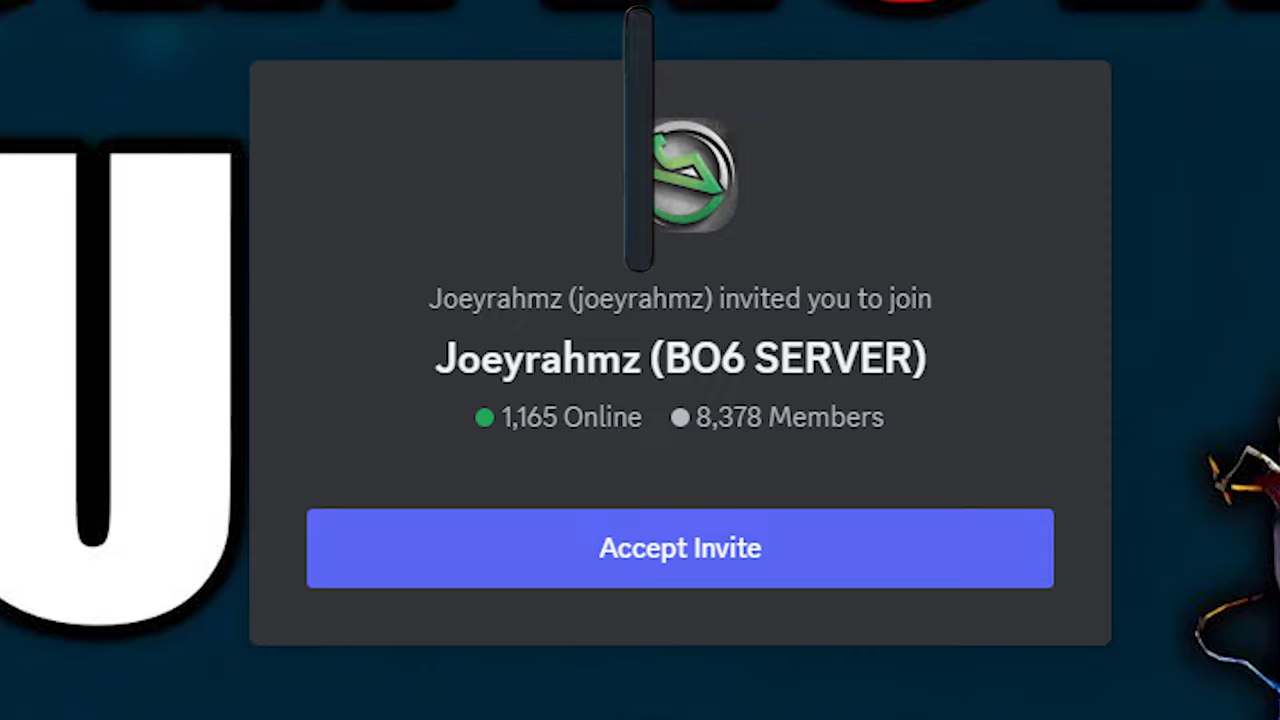 U
Joeyrahmz (joeyrahmz) invited you to join
Joeyrahmz (BO6 SERVER)
1,165 Online 8,378 Members
Accept Invite